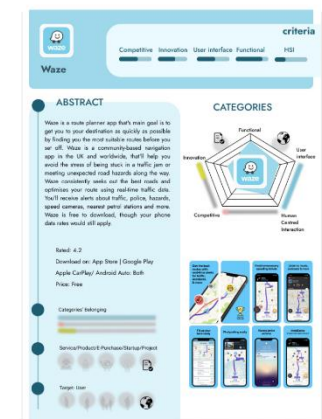 criteria
WAZE
Competitive Innovation User interface Functional HSI
Waze
ABSTRACT
Waze is a route planner app that's main goal is to
get you to your destination as quickly as possible
by finding the most suitable routes before you
set off. Waze is a community-based navigation
app in the UK and worldwide, that'll help you
avoid the stress of being stuck in a traffic jam or
meeting unexpected road hazards along the way.
Waze consistently seeks out the best roads and
optimises your route using real-time traffic data.
You'll receive alerts about traffic, police, hazards,
speed cameras, nearest petrol stations and more.
Waze is free to download, though your phone
data rates would still apply.
Rated: 4.2
Download on: App Store | Google Play
Apple CarPlay/ Android Auto: Both
Price: Free
Categories' Belonging
Service/Product/E-Purchase/Startup/Project
Target User
CATEGORIES
Functional
Innovation
User
Interface
WAZE
Competitive
Human
Centred
Interaction